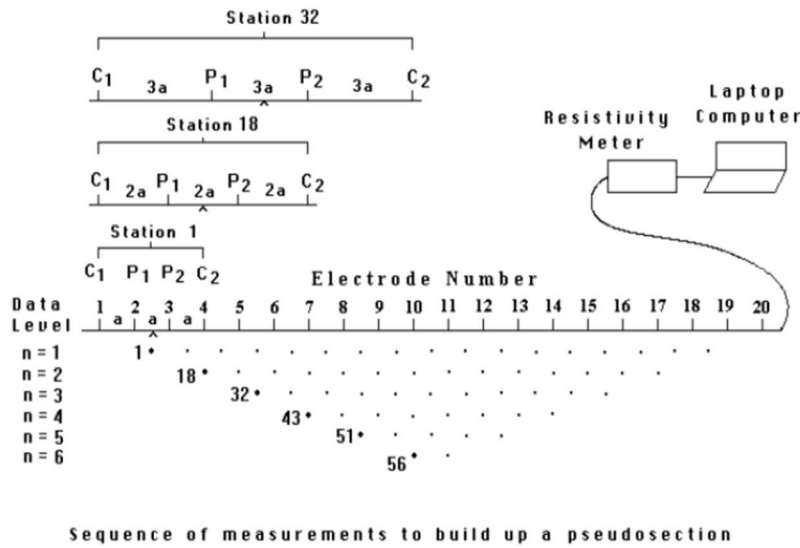 Station 32
C1 3a P1 3a P2 3a C2
Station 18
C1 2a P1 2a P2 2a C2
Station 1
C1 P1 P2 C2
Resistivity Meter
Laptop Computer
Electrode Number
Data Level
1 2 3 4 5 6 7 8 9 10 11 12 13 14 15 16 17 18 19 20
a a a
n = 1 1
n = 2 18
n = 3 32
n = 4 43
n = 5 51
n = 6 56
Sequence of measurements to build up a pseudosection